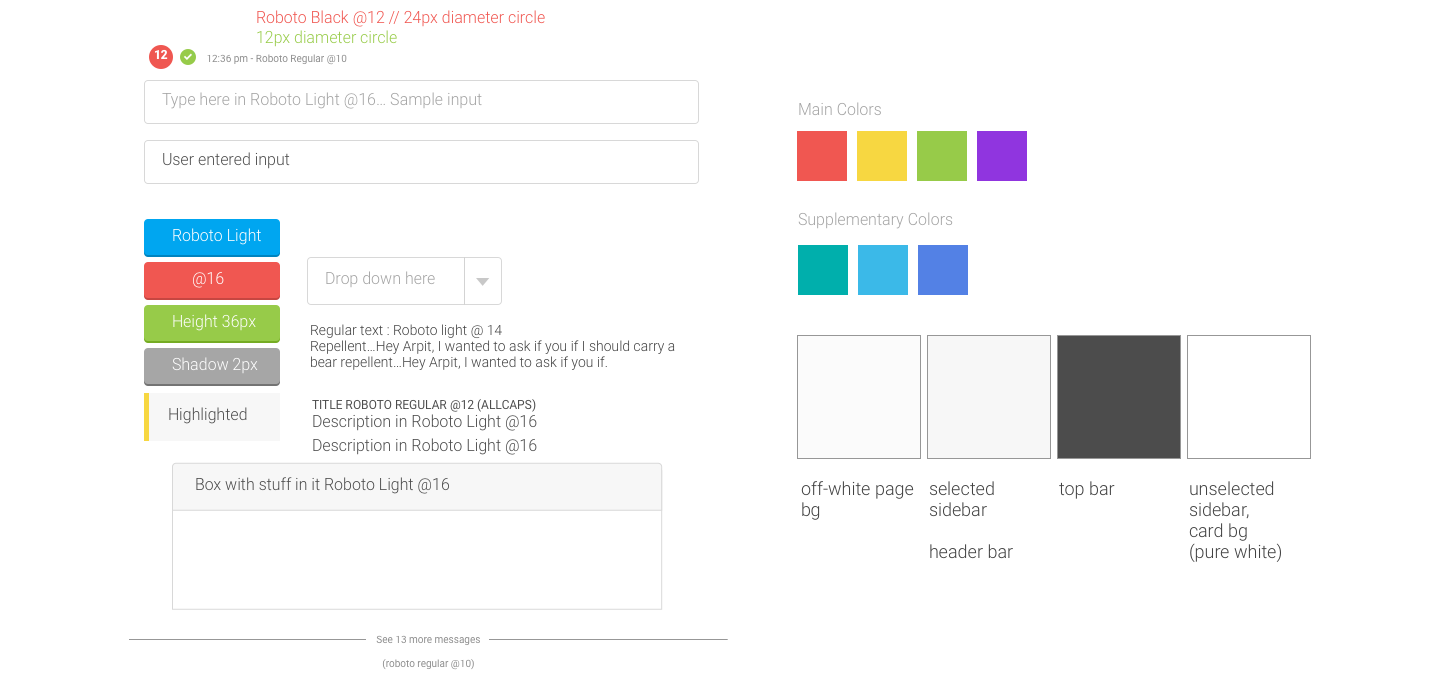 Roboto Black @12 // 24px diameter circle
12px diameter circle
12
12:36 pm - Roboto Regular @10
Type here in Roboto Light @16... Sample input
User entered input
Roboto Light
@16
Height 36px
Shadow 2px
Highlighted
Drop down here
Regular text : Roboto light @ 14
Repellent...Hey Arpit, I wanted to ask if you if I should carry a
bear repellent...Hey Arpit, I wanted to ask if you if.
TITLE ROBOTO REGULAR @12 (ALLCAPS)
Description in Roboto Light @16
Description in Roboto Light @16
Box with stuff in it Roboto Light @16
See 13 more messages
(roboto regular @10)
Main Colors
Supplementary Colors
off-white page
bg
selected
sidebar
header bar
top bar
unselected
sidebar,
card bg
(pure white)